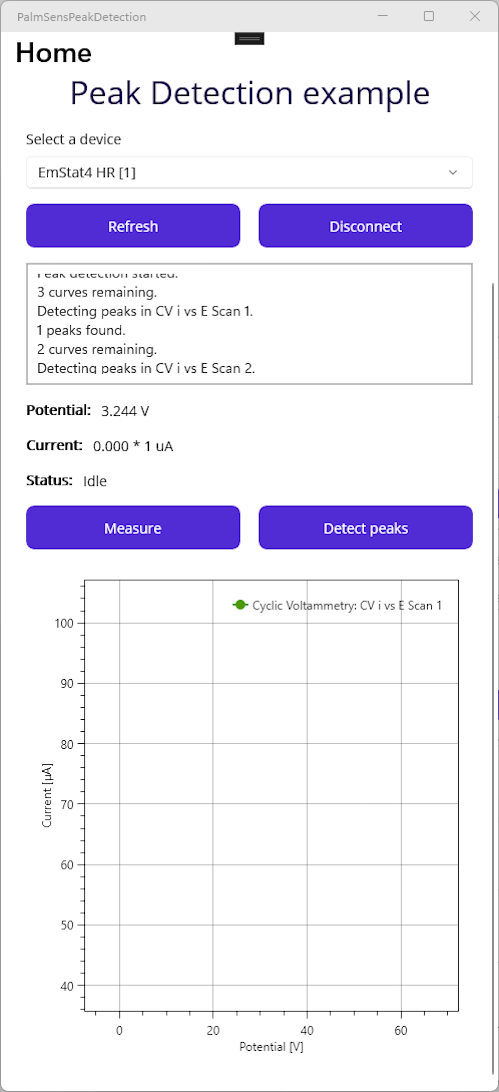 PalmSensPeakDetection
Home
Peak Detection example
Select a device
EmStat4 HR [1]
Refresh
Disconnect
Peak detection started.
3 curves remaining.
Detecting peaks in CV i vs E Scan 1.
1 peaks found.
2 curves remaining.
Detecting peaks in CV i vs E Scan 2.
Potential: 3.244 V
Current: 0.000 * 1 uA
Status: Idle
Measure
Detect peaks
Cyclic Voltammetry: CV i vs E Scan 1
100
90
80
70
60
50
40
Current [µA]
0 20 40 60
Potential [V]